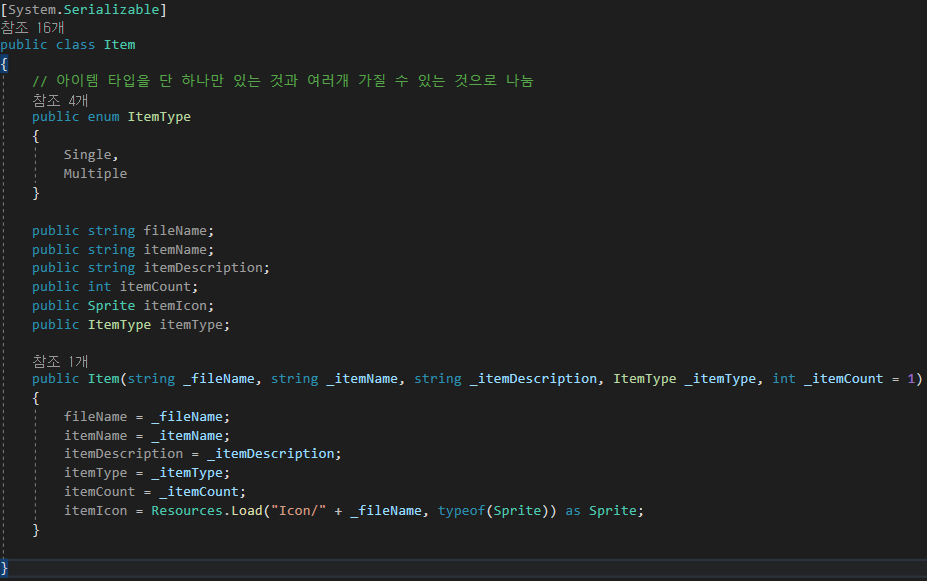 [System.Serializable]
참조 16개
public class Item
{
// 아이템 타입을 단 하나만 있는 것과 여러개 가질 수 있는 것으로 나눔
참조 4개
public enum ItemType
{
Single,
Multiple
}
public string fileName;
public string itemName;
public string itemDescription;
public int itemCount;
public Sprite itemIcon;
public ItemType itemType;
참조 1개
public Item(string _fileName, string _itemName, string _itemDescription, ItemType _itemType, int _itemCount = 1)
{
fileName = _fileName;
itemName = _itemName;
itemDescription = _itemDescription;
itemType = _itemType;
itemCount = _itemCount;
itemIcon = Resources.Load("Icon/" + _fileName, typeof(Sprite)) as Sprite;
}
}